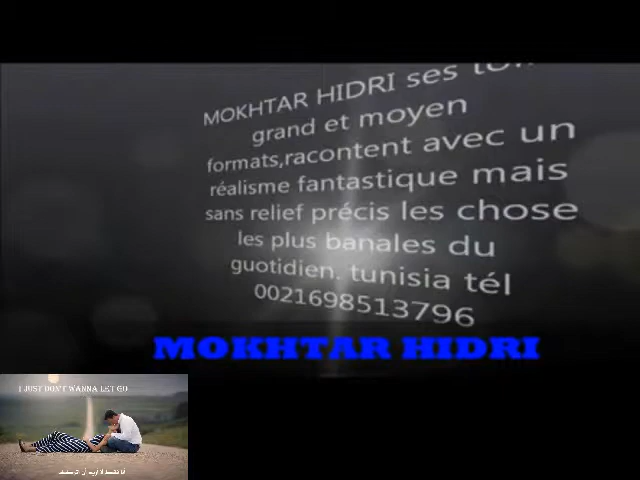 MOKHTAR HIDRI ses
grand et moyen
formats,racontent avec un
réalisme fantastique mais
sans relief précis les chose
les plus banales du
guotidien. tunisia tél
0021698513796
MOKHTAR HIDRI
I JUST DON'T WANNA LET GO